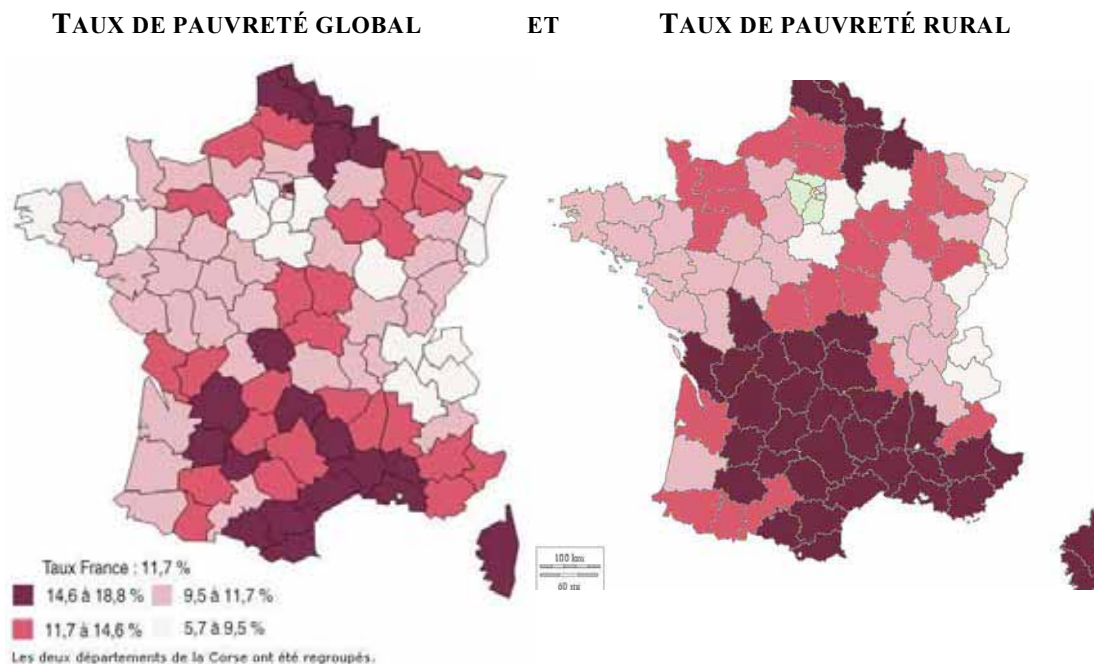 TAUX DE PAUVRETÉ GLOBAL ET TAUX DE PAUVRETÉ RURAL
Taux France : 11,7 %
14,6 à 18,8 % 9,5 à 11,7 %
11,7 à 14,6 % 5,7 à 9,5 %
Les deux départements de la Corse ont été regroupés.
100 km
60 mi